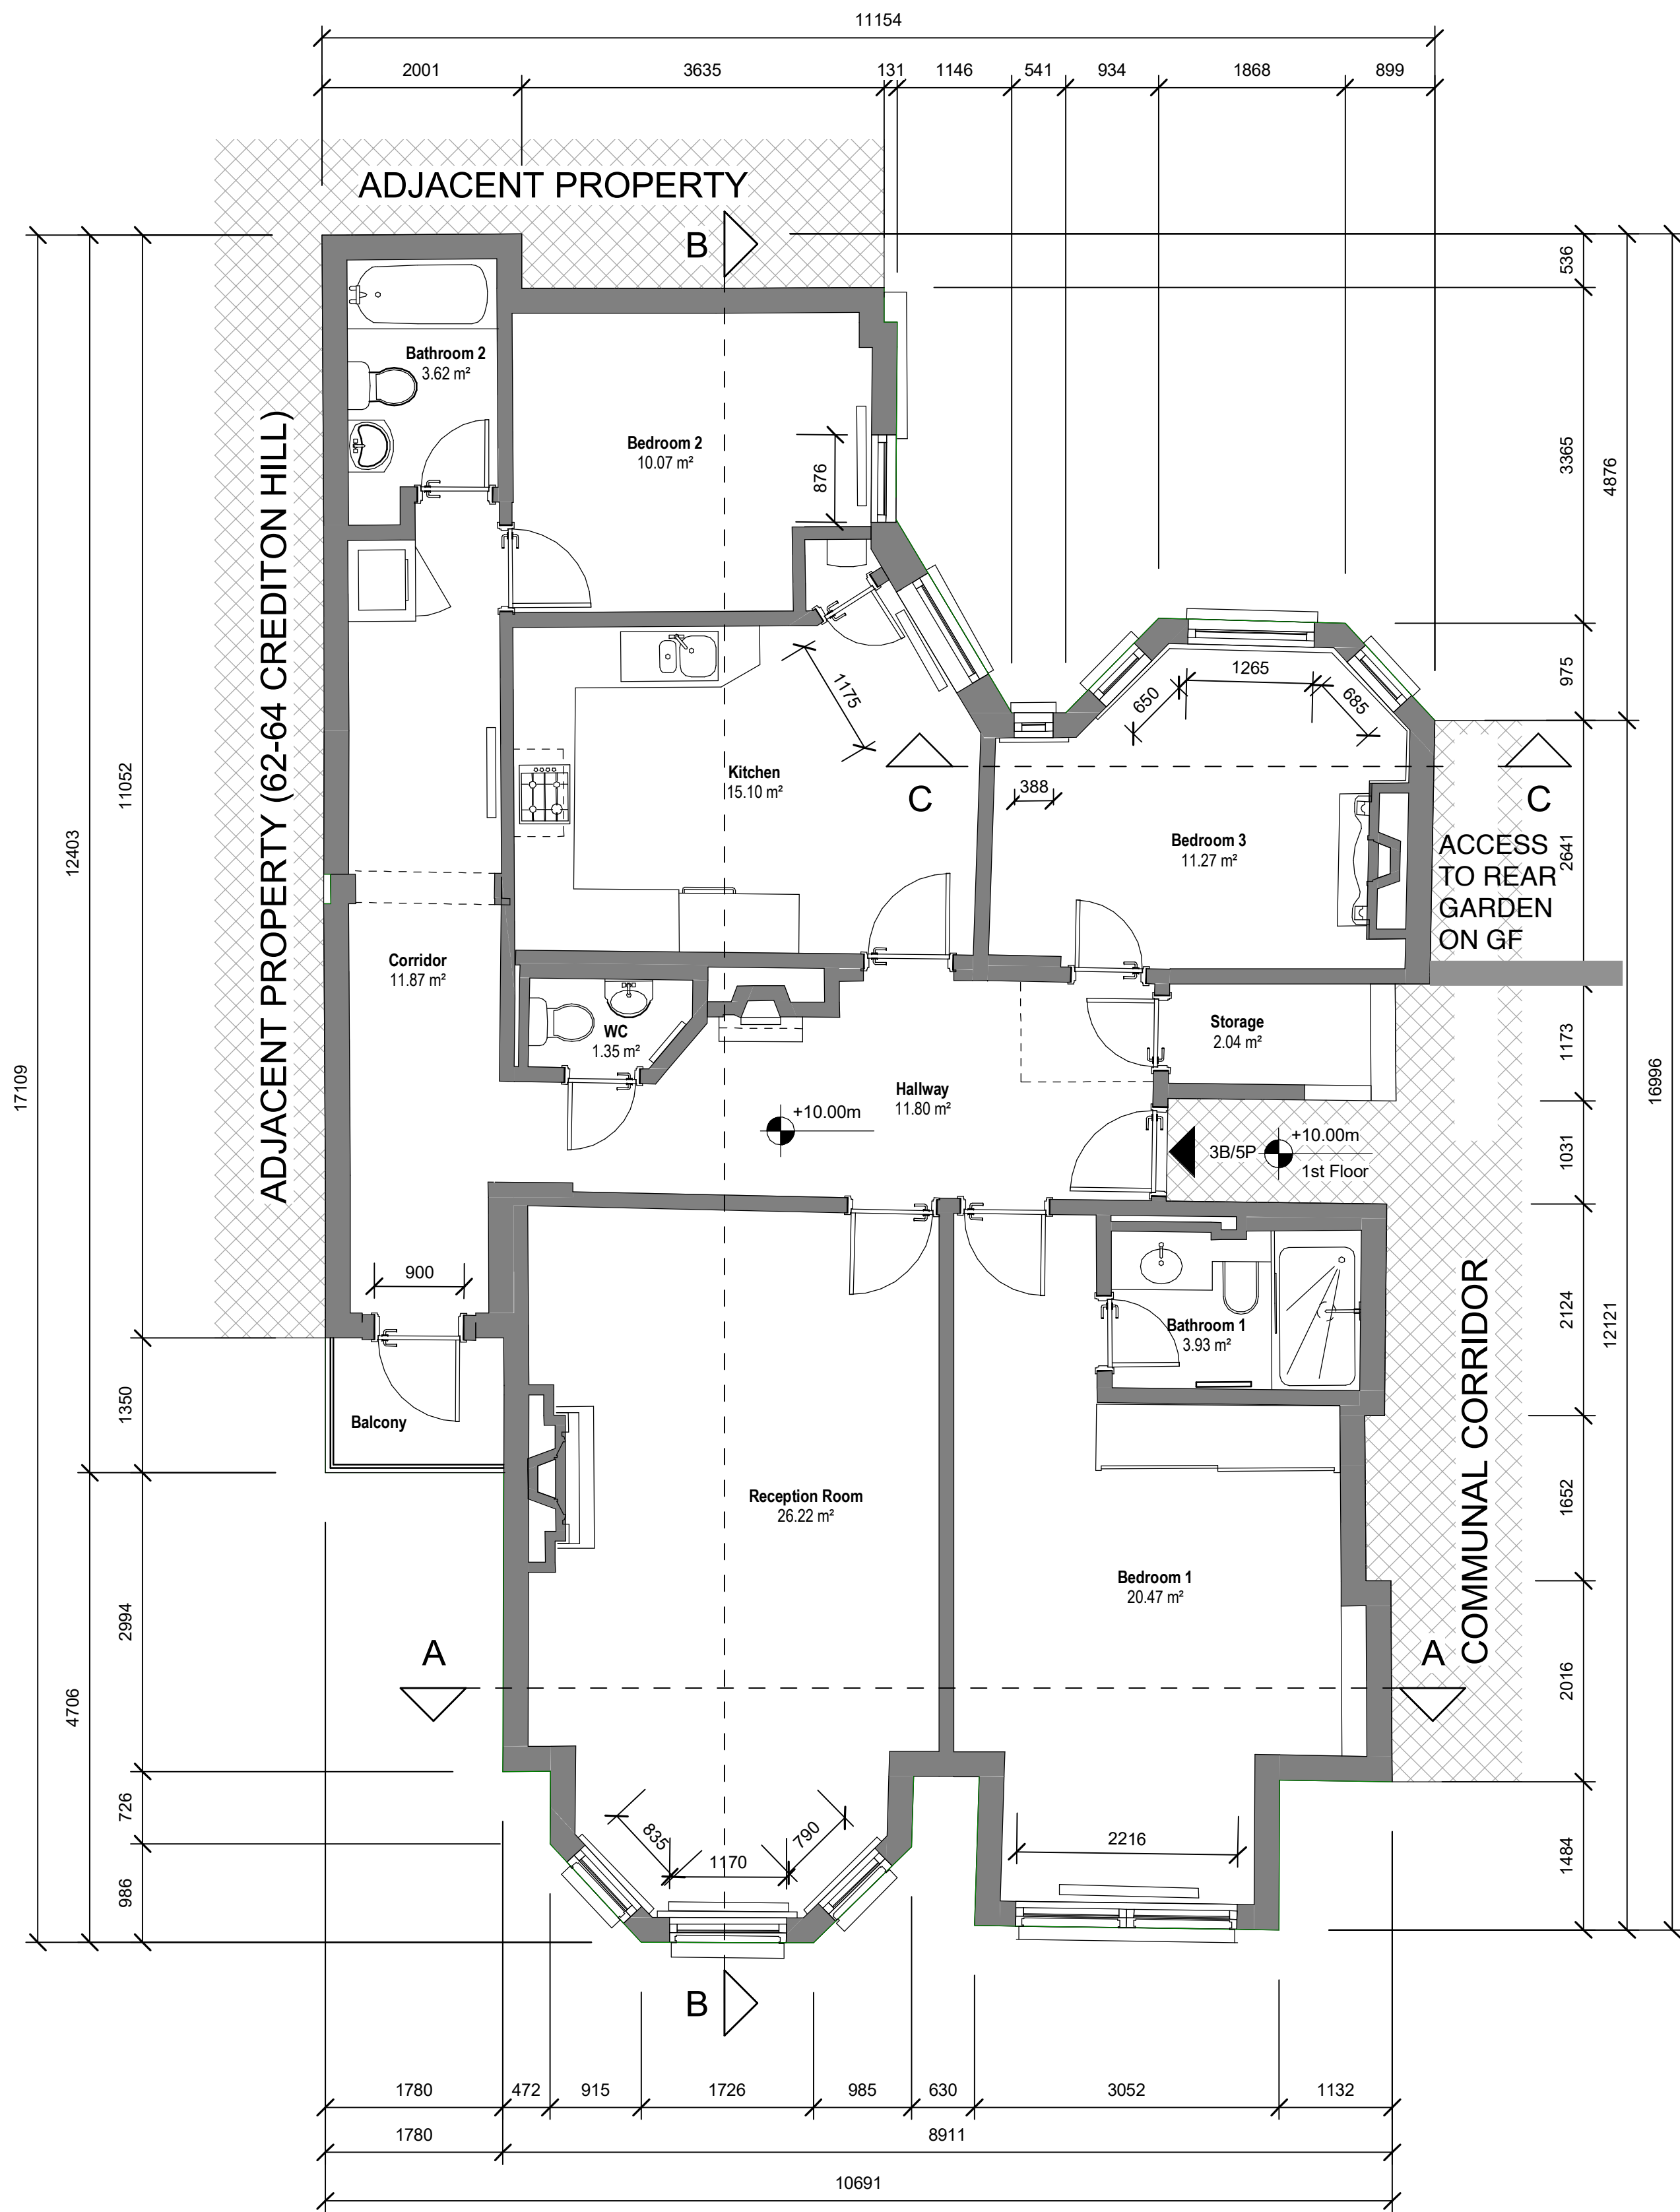 11154
2001
3635
131
1146
541
934
1868
899
ADJACENT PROPERTY
B
536
Bathroom 2
3.62 m²
Bedroom 2
10.07 m²
876
3365
4876
ADJACENT PROPERTY (62-64 CREDITON HILL)
11052
12403
17109
1175
650
1265
685
975
Kitchen
15.10 m²
C
388
C
Bedroom 3
11.27 m²
2641
ACCESS
TO REAR
GARDEN
ON GF
Corridor
11.87 m²
WC
1.35 m²
Storage
2.04 m²
1173
16996
Hallway
11.80 m²
+10.00m
3B/5P
+10.00m
1st Floor
1031
900
Bathroom 1
3.93 m²
2124
12121
COMMUNAL CORRIDOR
1350
Balcony
Reception Room
26.22 m²
1652
Bedroom 1
20.47 m²
2994
4706
A
A
2016
726
835
1170
790
2216
986
1484
B
1780
472
915
1726
985
630
3052
1132
1780
8911
10691